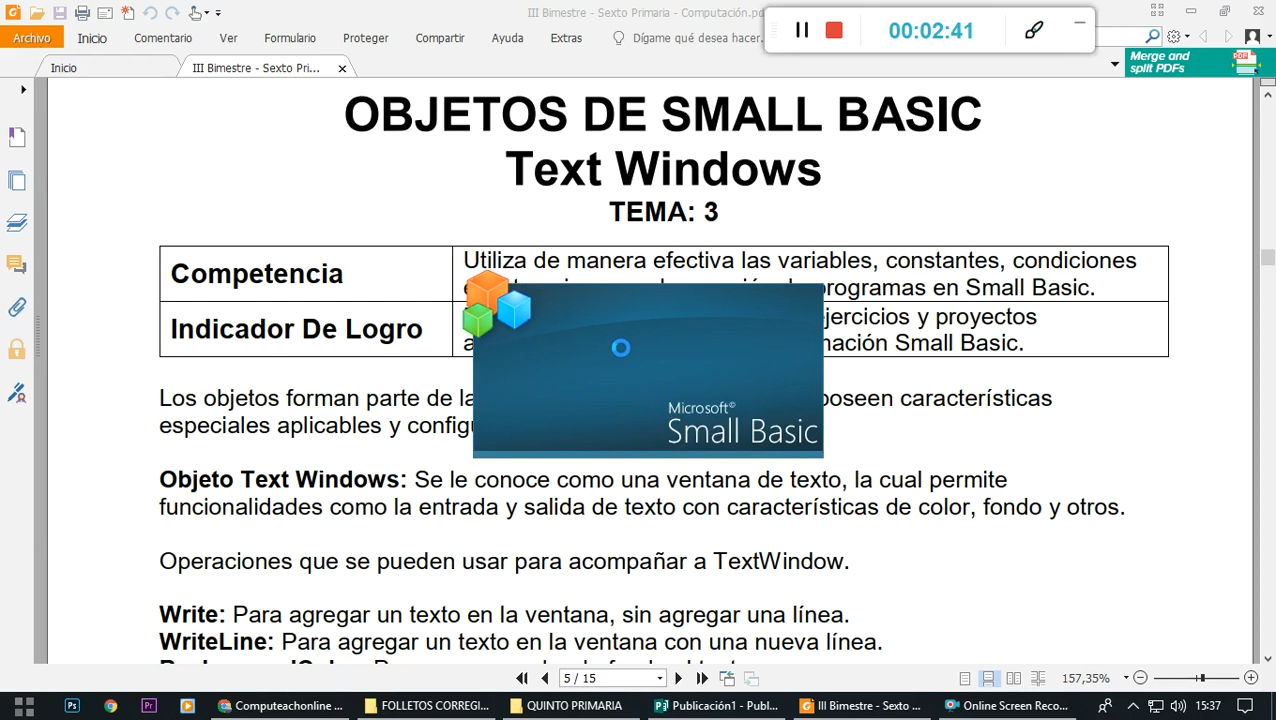 III Bimestre - Sexto Primaria - Computación.pd
00:02:41
Archivo Inicio Comentario Ver Formulario Proteger Compartir Ayuda Extras Dígame qué desea hacer.
Inicio III Bimestre - Sexto Pri...
Merge and
split PDFs
OBJETOS DE SMALL BASIC
Text Windows
TEMA: 3
Competencia
Utiliza de manera efectiva las variables, constantes, condiciones
programas en Small Basic.
Indicador De Logro
ejercicios y proyectos
Small Basic.
Los objetos forman parte de la
poseen características
especiales aplicables y
Microsoft©
Small Basic
Objeto Text Windows: Se le conoce como una ventana de texto, la cual permite
funcionalidades como la entrada y salida de texto con características de color, fondo y otros.
Operaciones que se pueden usar para acompañar a TextWindow.
Write: Para agregar un texto en la ventana, sin agregar una línea.
WriteLine: Para agregar un texto en la ventana con una nueva línea.
5 / 15
157,35%
Ps
Pr
Computeachonline ...
FOLLETOS CORREGI...
QUINTO PRIMARIA
Publicación1 - Publ...
III Bimestre - Sexto ...
Online Screen Reco...
15:37